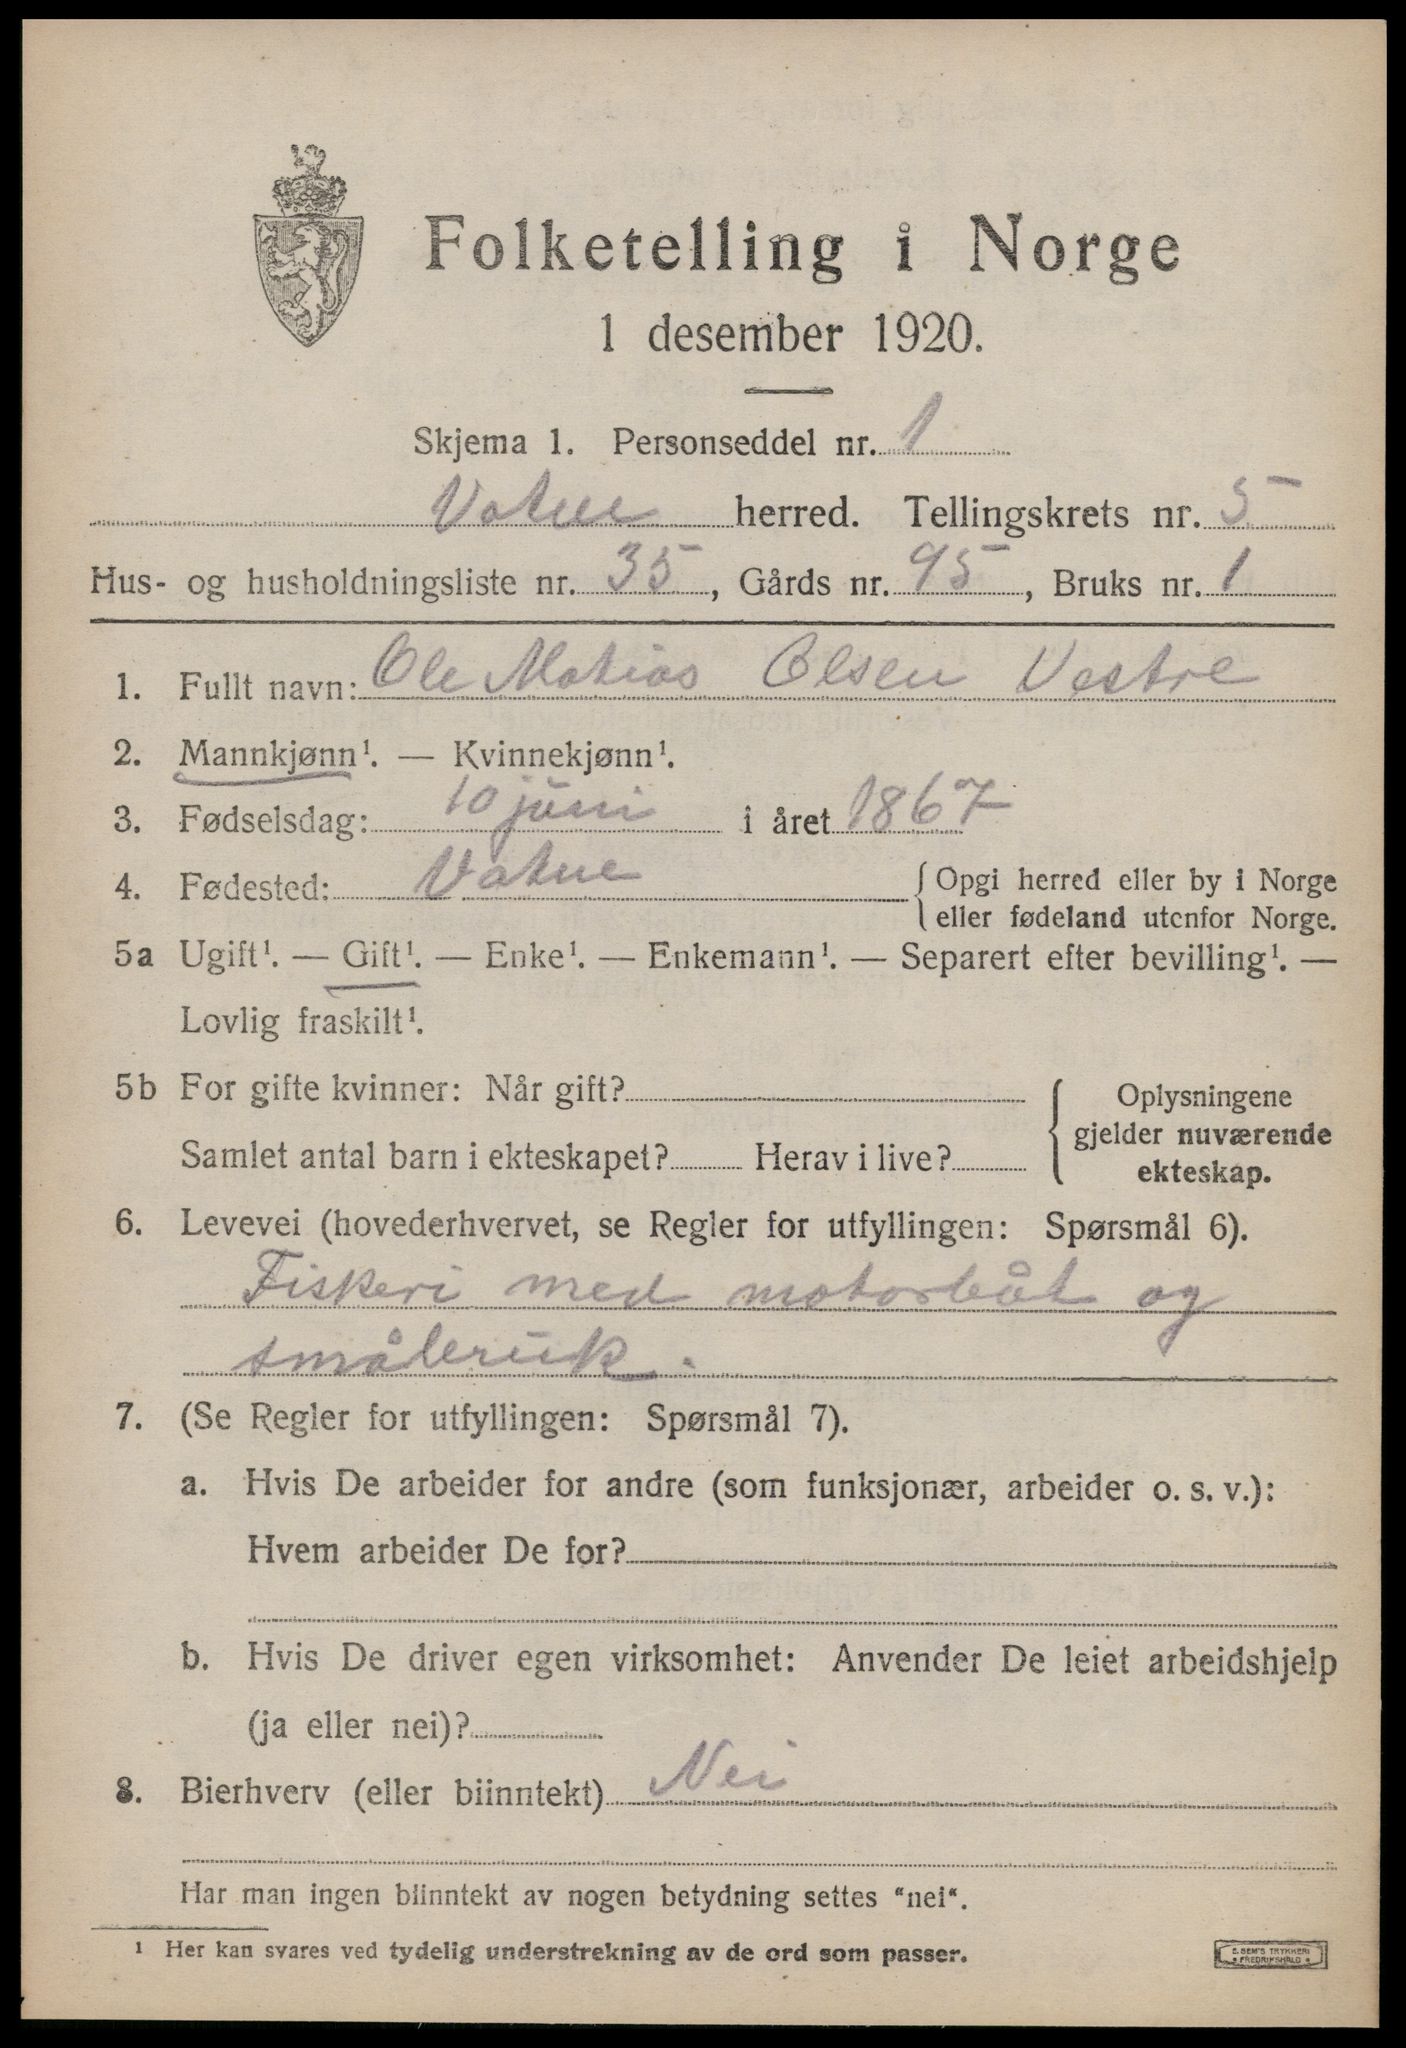 Folketelling i Norge
1 desember 1920.
Skjema 1. Personseddel nr. 1
Vatne herred. Tellingskrets nr. 5
Hus- og husholdningsliste nr. 35, Gårds nr. 95, Bruks nr. 1
1. Fullt navn: Ole Matias Olsen Vestre
2. Mannkjønn¹. — Kvinnekjønn¹.
3. Fødselsdag: 10 juni i året 1867
4. Fødested: Vatne {Opgi herred eller by i Norge
eller fødeland utenfor Norge.
5a Ugift¹. — Gift¹. — Enke¹. — Enkemann¹. — Separert efter bevilling¹. —
Lovlig fraskilt¹.
5b For gifte kvinner: Når gift?
Samlet antal barn i ekteskapet? Herav i live?
{Oplysningene
gjelder nuværende
ekteskap.
6. Levevei (hovederhvervet, se Regler for utfyllingen: Spørsmål 6).
Fiskeri med motorbåt og
småbruk.
7. (Se Regler for utfyllingen: Spørsmål 7).
a. Hvis De arbeider for andre (som funksjonær, arbeider o. s. v.):
Hvem arbeider De for?
b. Hvis De driver egen virksomhet: Anvender De leiet arbeidshjelp
(ja eller nei)?
8. Bierhverv (eller biinntekt) Nei
Har man ingen biinntekt av nogen betydning settes "nei".
¹ Her kan svares ved tydelig understrekning av de ord som passer.
E. SEM'S TRYKKERI
* FREDRIKSHALD *